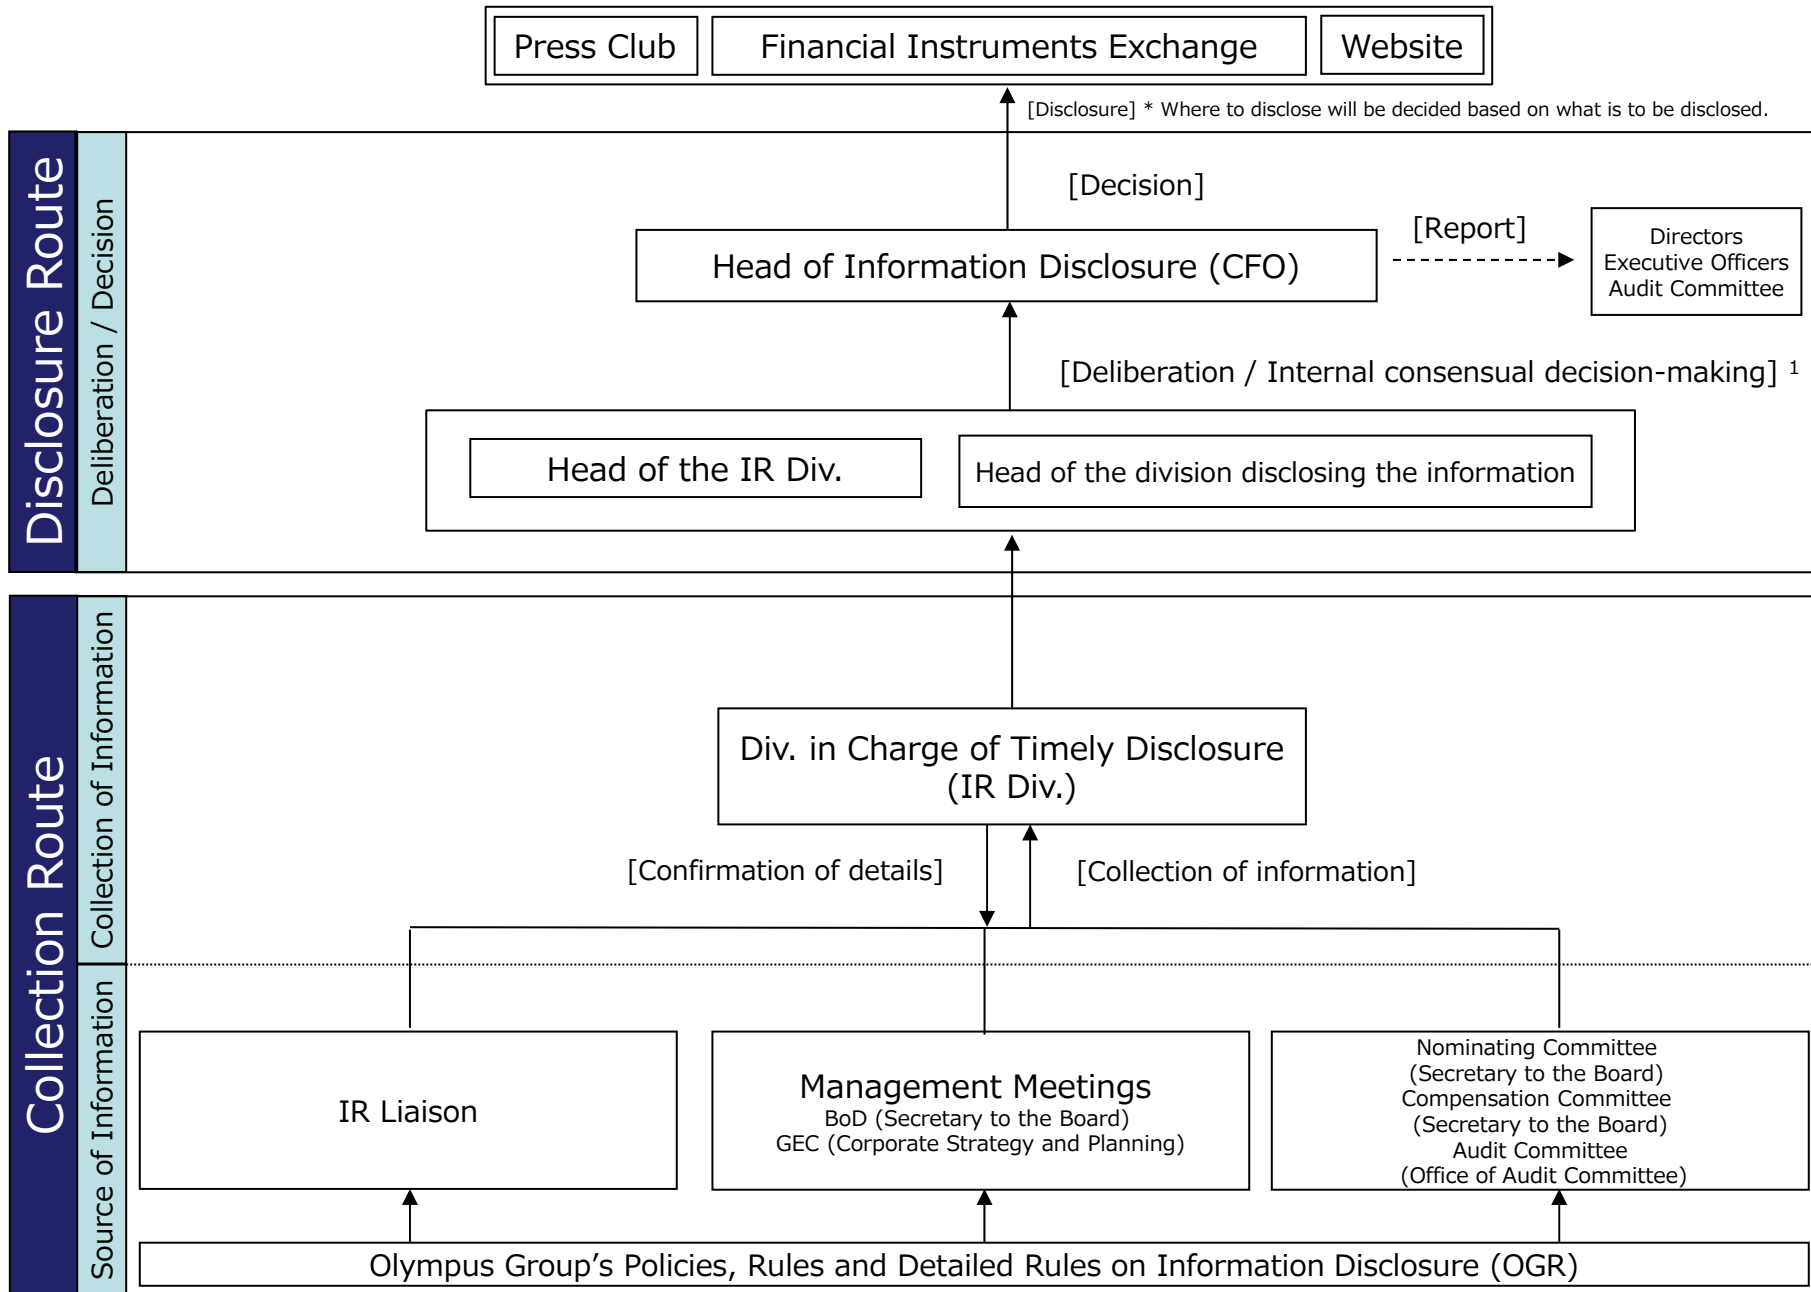 Press Club
Financial Instruments Exchange
Website
[Disclosure] * Where to disclose will be decided based on what is to be disclosed.
Disclosure Route
Deliberation / Decision
[Decision]
Head of Information Disclosure (CFO)
[Report]
Directors
Executive Officers
Audit Committee
[Deliberation / Internal consensual decision-making] 1
Head of the IR Div.
Head of the division disclosing the information
Collection Route
Collection of Information
Div. in Charge of Timely Disclosure
(IR Div.)
[Confirmation of details]
[Collection of information]
Source of Information
IR Liaison
Management Meetings
BoD (Secretary to the Board)
GEC (Corporate Strategy and Planning)
Nominating Committee
(Secretary to the Board)
Compensation Committee
(Secretary to the Board)
Audit Committee
(Office of Audit Committee)
Olympus Group’s Policies, Rules and Detailed Rules on Information Disclosure (OGR)